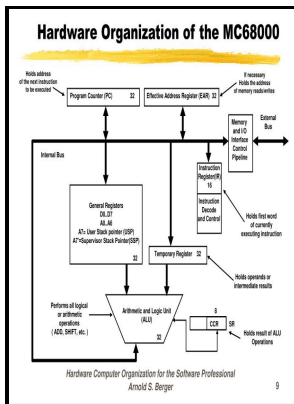 Hardware Organization of the MC68000
Holds address
of the next instruction
to be executed
Program Counter (PC) 32
Effective Address Register (EAR) 32
If necessary
Holds the address
of memory reads/writes
Internal Bus
Memory
and I/O
Interface
Control
Pipeline
External
Bus
General Registers
D0..D7
A0..A6
A7= User Stack pointer (USP)
A7'=Supervisor Stack Pointer(SSP)
32
Instruction
Register(IR)
16
Instruction
Decode and
Control
Holds first word
of currently
executing instruction
Temporary Register 32
Holds operands or
intermediate results
Performs all logical
or arithmetic
operations
( ADD, SHIFT, etc. )
Arithmetic and Logic Unit
(ALU)
32
8
CCR SR
Holds result of ALU
Operations
Hardware Computer Organization for the Software Professional
Arnold S. Berger
9